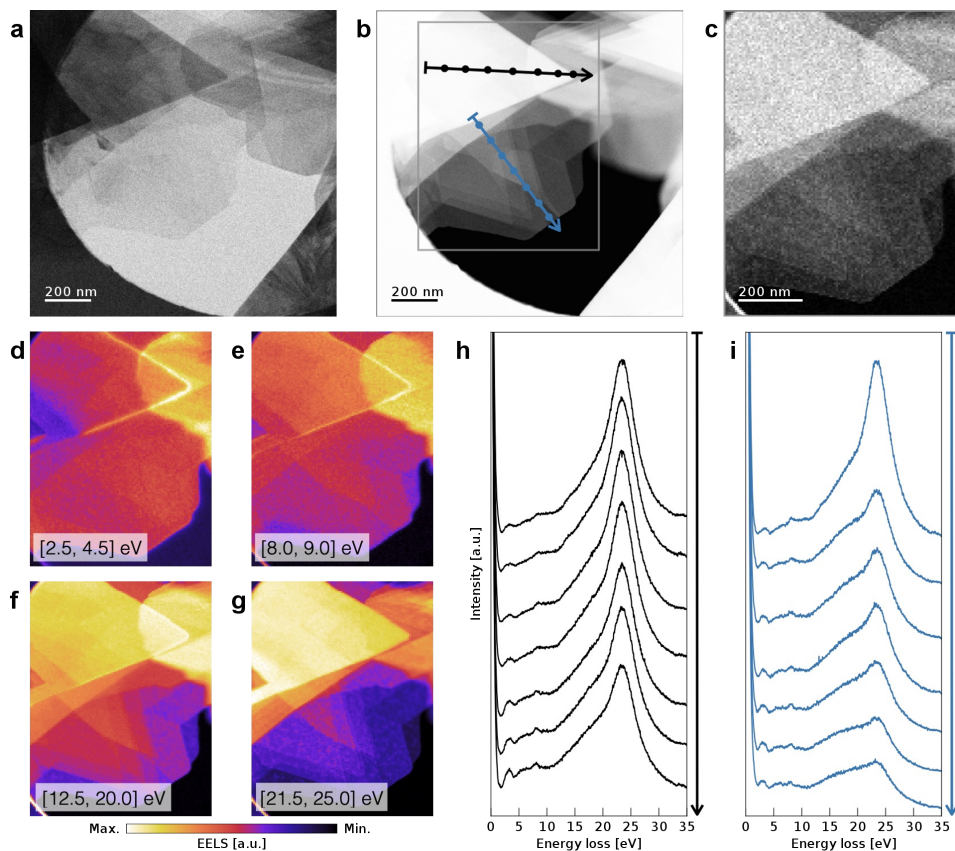 a
b
c
200 nm
200 nm
200 nm
d
e
h
i
[2.5, 4.5] eV
[8.0, 9.0] eV
f
g
[12.5, 20.0] eV
[21.5, 25.0] eV
Max.
Min.
EELS [a.u.]
Intensity [a.u.]
0 5 10 15 20 25 30 35
Energy loss [eV]
0 5 10 15 20 25 30 35
Energy loss [eV]